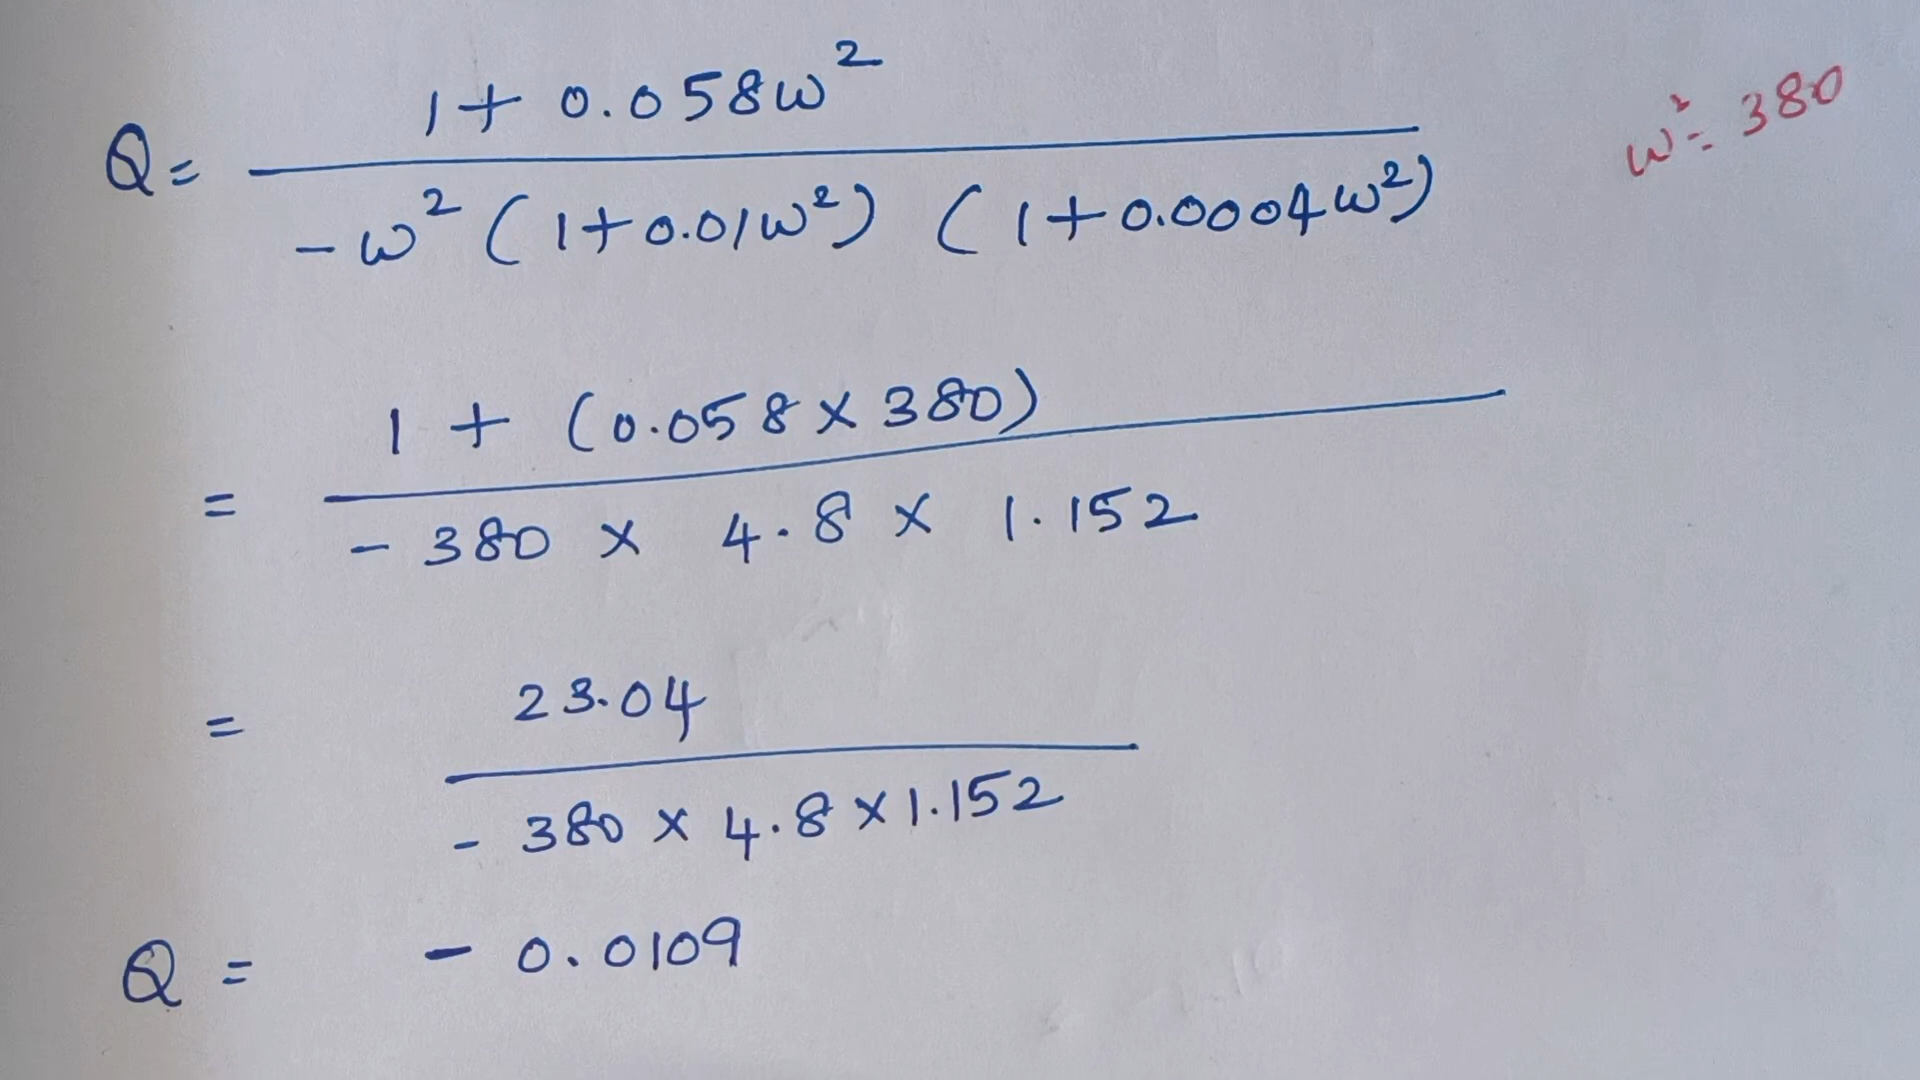 Q = 1 + 0.058ω²
ω² = 380
-ω² (1+0.01ω²) (1+0.0004ω²)
1 + (0.058 × 380)
=
- 380 × 4.8 × 1.152
= 23.04
- 380 × 4.8 × 1.152
Q = - 0.0109